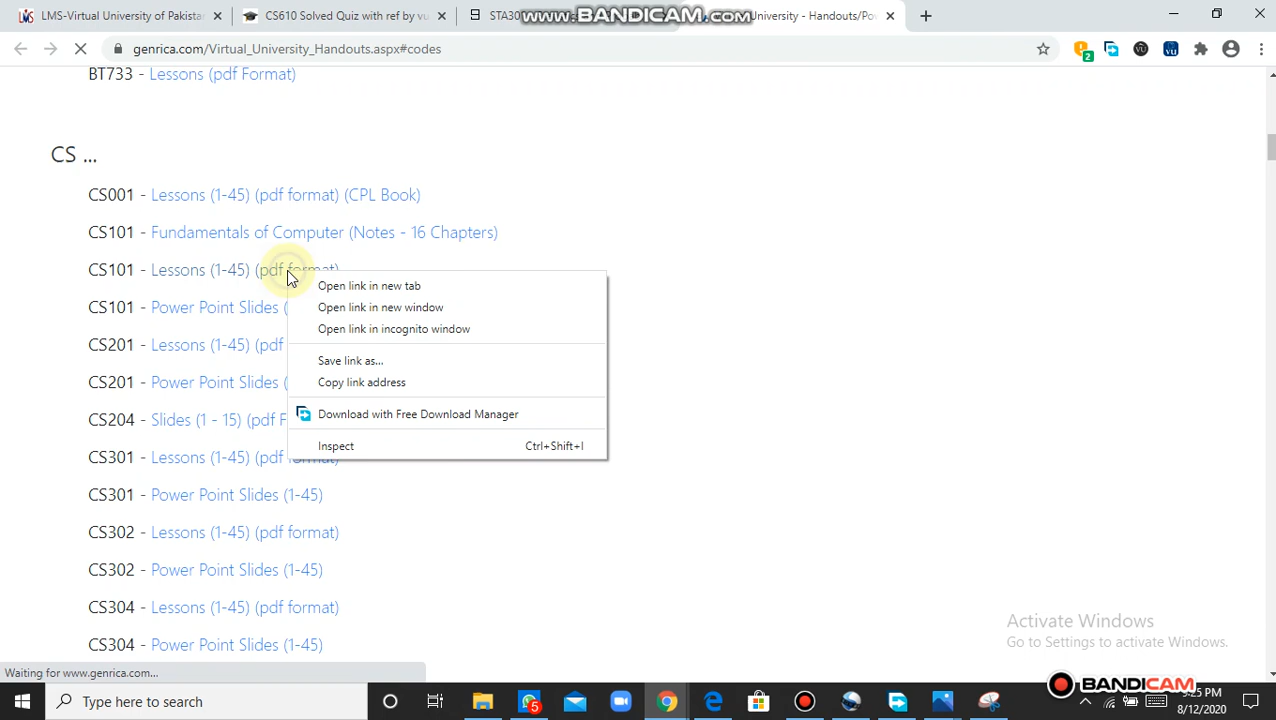 LMS-Virtual University of Pakistan
CS610 Solved Quiz with ref by vu
STA30
University - Handouts/Pow
www.BANDICAM.com
genrica.com/Virtual_University_Handouts.aspx#codes
2
vu
BT733 - Lessons (pdf Format)
CS ...
CS001 - Lessons (1-45) (pdf format) (CPL Book)
CS101 - Fundamentals of Computer (Notes - 16 Chapters)
CS101 - Lessons (1-45) (pdf format)
Open link in new tab
CS101 - Power Point Slides (
Open link in new window
Open link in incognito window
CS201 - Lessons (1-45) (pdf
Save link as...
CS201 - Power Point Slides (
Copy link address
CS204 - Slides (1 - 15) (pdf F
Download with Free Download Manager
Inspect Ctrl+Shift+I
CS301 - Lessons (1-45) (pdf format)
CS301 - Power Point Slides (1-45)
CS302 - Lessons (1-45) (pdf format)
CS302 - Power Point Slides (1-45)
CS304 - Lessons (1-45) (pdf format)
Activate Windows
Go to Settings to activate Windows.
CS304 - Power Point Slides (1-45)
Waiting for www.genrica.com...
Type here to search
5
BANDICAM
:25 PM
8/12/2020